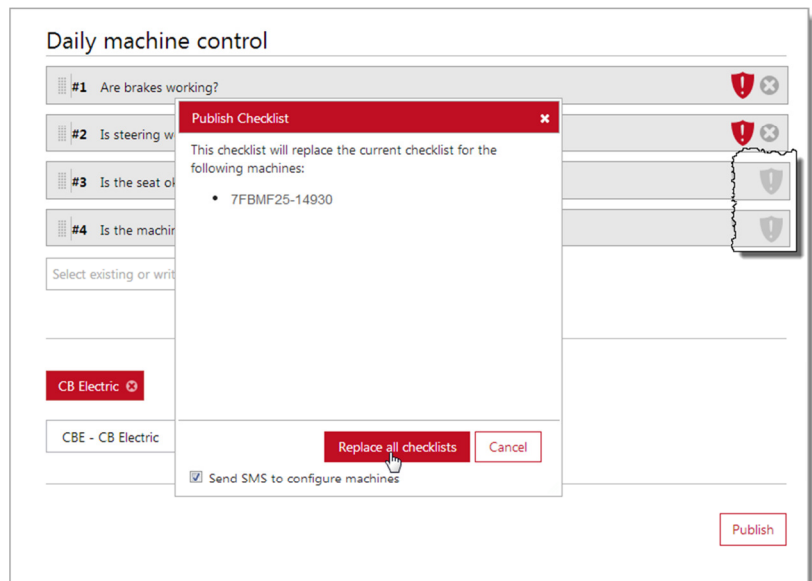 Daily machine control
#1 Are brakes working?
#2 Is steering w
#3 Is the seat ok
#4 Is the machin
Select existing or writ
Publish Checklist
This checklist will replace the current checklist for the
following machines:
• 7FBMF25-14930
Replace all checklists
Cancel
Send SMS to configure machines
CB Electric
CBE - CB Electric
Publish